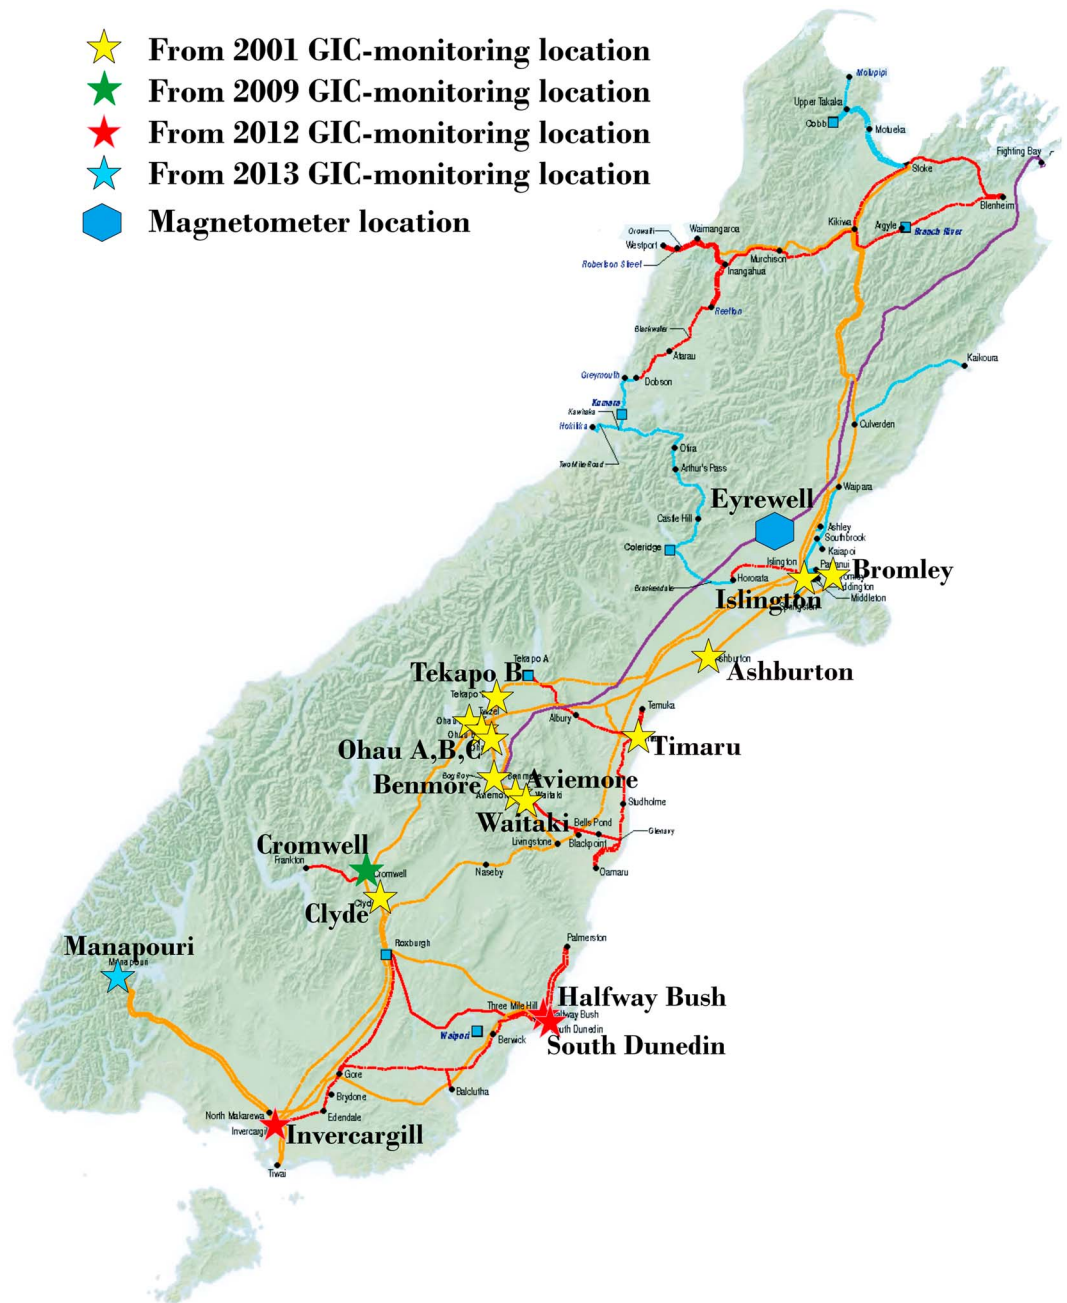 From 2001 GIC-monitoring location
From 2009 GIC-monitoring location
From 2012 GIC-monitoring location
From 2013 GIC-monitoring location
Magnetometer location
Motupipi
Upper Takaka
Cobb
Motueka
Fighting Bay
Stoke
Blenheim
Kikiwa
Argyle
Branch River
Orowaiti
Waimangaroa
Westport
Robertson Street
Murchison
Inangahua
Reefton
Blackwater
Atarau
Kaikoura
Greymouth
Dobson
Kumara
Kawhaka
Hokitika
Culverden
Otira
Two Mile Road
Arthur's Pass
Waipara
Eyrewell
Castle Hill
Ashley
Southbrook
Coleridge
Kaiapoi
Islington
Bromley
Hororata
Brackendale
Middleton
Islington
Tekapo A
Tekapo B
Ashburton
Temuka
Albury
Timaru
Ohau A,B,C
Benmore
Aviemore
Waitaki
Waitaki
Studholme
Bells Pond
Glenavy
Livingstone
Blackpoint
Cromwell
Frankton
Cromwell
Naseby
Oamaru
Clyde
Manapouri
Roxburgh
Palmerston
Halfway Bush
Three Mile Hill
Waipori
Berwick
South Dunedin
Gore
Brydone
Balclutha
North Makarewa
Edendale
Invercargill
Tiwai